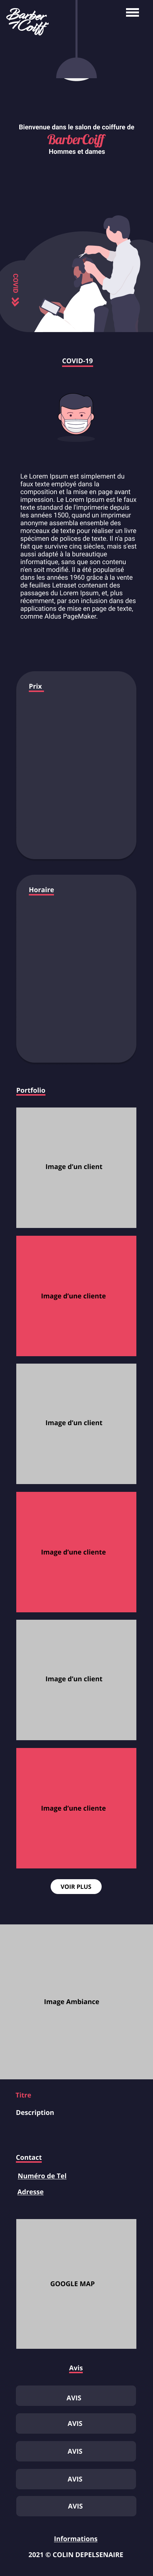 Barber
Coiff
Bienvenue dans le salon de coiffure de
BarberCoiff
Hommes et dames
COVID
COVID-19
Le Lorem Ipsum est simplement du
faux texte employé dans la
composition et la mise en page avant
impression. Le Lorem Ipsum est le faux
texte standard de l'imprimerie depuis
les années 1500, quand un imprimeur
anonyme assembla ensemble des
morceaux de texte pour réaliser un livre
spécimen de polices de texte. Il n'a pas
fait que survivre cinq siècles, mais s'est
aussi adapté à la bureautique
informatique, sans que son contenu
n'en soit modifié. Il a été popularisé
dans les années 1960 grâce à la vente
de feuilles Letraset contenant des
passages du Lorem Ipsum, et, plus
récemment, par son inclusion dans des
applications de mise en page de texte,
comme Aldus PageMaker.
Prix
Horaire
Portfolio
Image d'un client
Image d'une cliente
Image d'un client
Image d'une cliente
Image d'un client
Image d'une cliente
VOIR PLUS
Image Ambiance
Titre
Description
Contact
Numéro de Tel
Adresse
GOOGLE MAP
Avis
AVIS
AVIS
AVIS
AVIS
AVIS
Informations
2021 © COLIN DEPELSENAIRE